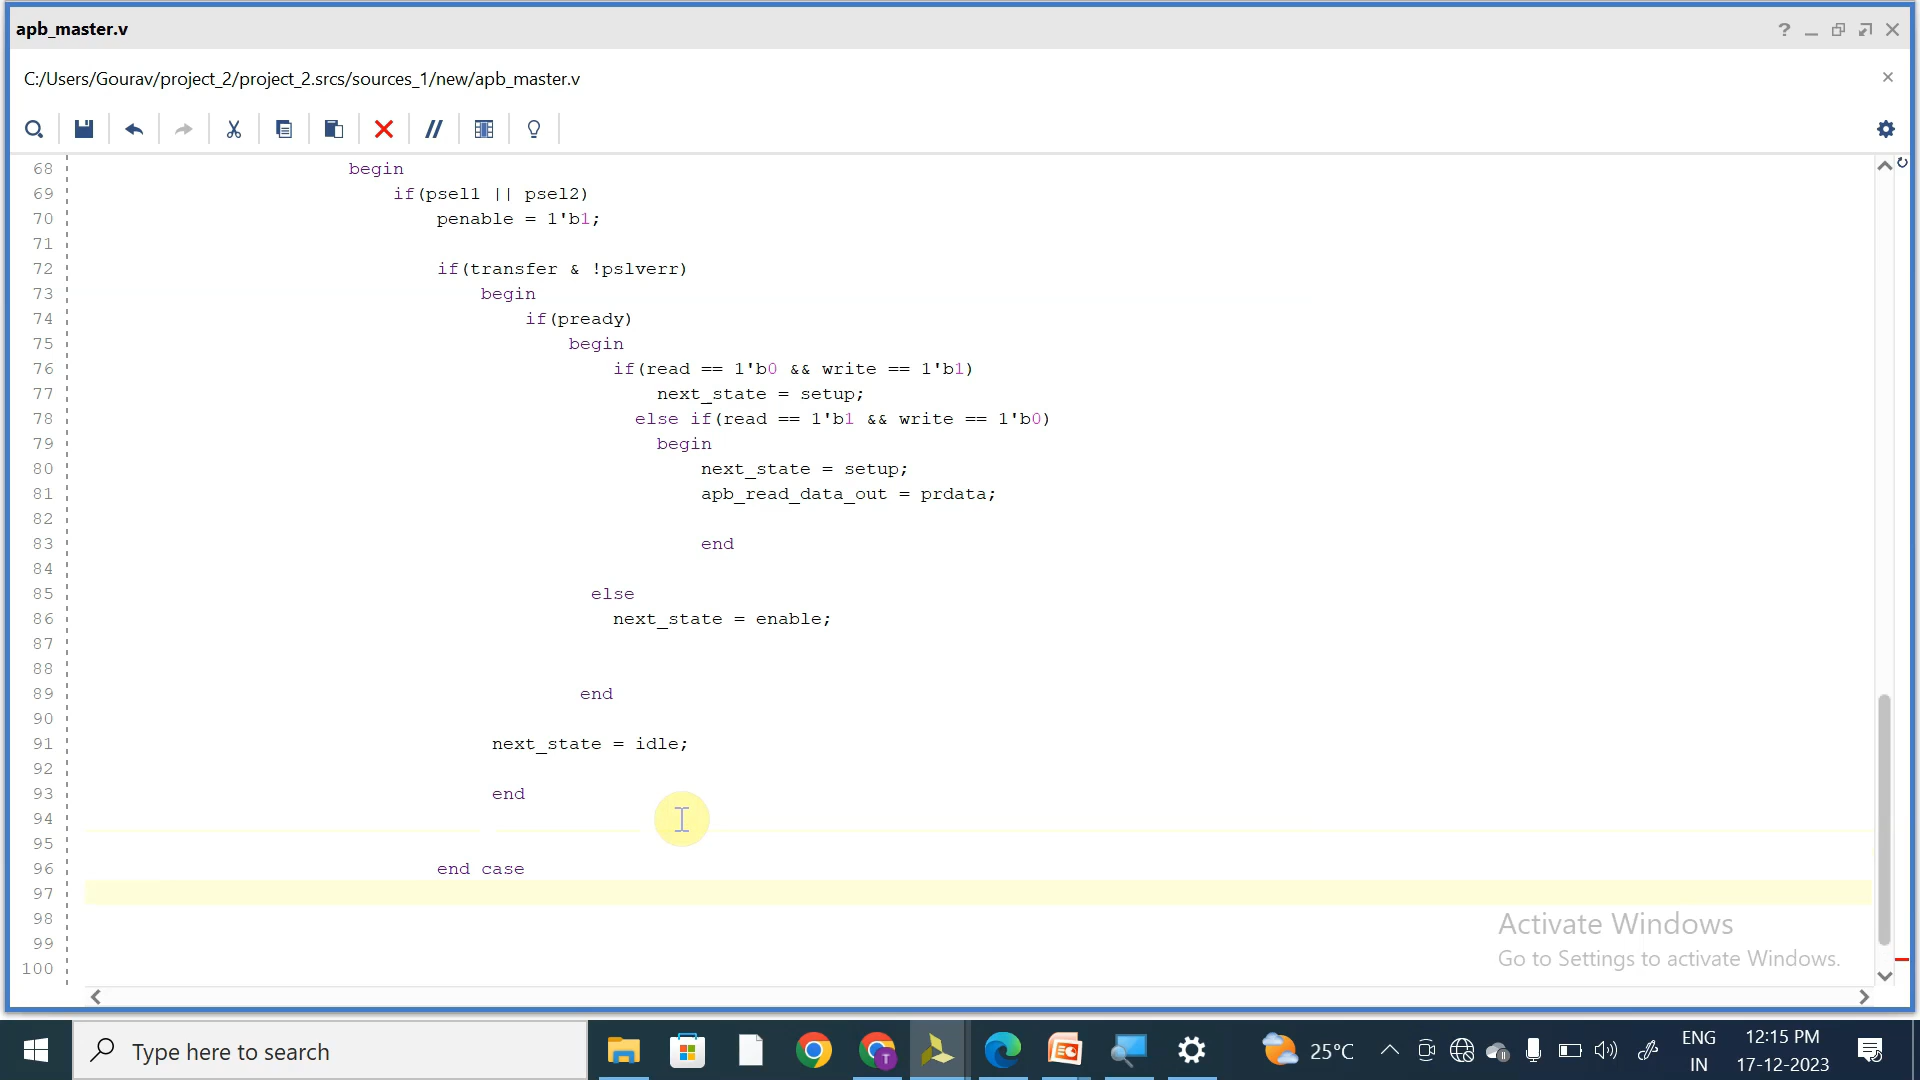 apb_master.v
C:/Users/Gourav/project_2/project_2.srcs/sources_1/new/apb_master.v
68 begin
69 if(psel1 || psel2)
70 penable = 1'b1;
71
72 if(transfer & !pslverr)
73 begin
74 if(pready)
75 begin
76 if(read == 1'b0 && write == 1'b1)
77 next_state = setup;
78 else if(read == 1'b1 && write == 1'b0)
79 begin
80 next_state = setup;
81 apb_read_data_out = prdata;
82
83 end
84
85 else
86 next_state = enable;
87
88
89 end
90
91 next_state = idle;
92
93 end
94
95
96 end case
97
98
99
100
Activate Windows
Go to Settings to activate Windows.
Type here to search
T
25°C
ENG
IN
12:15 PM
17-12-2023